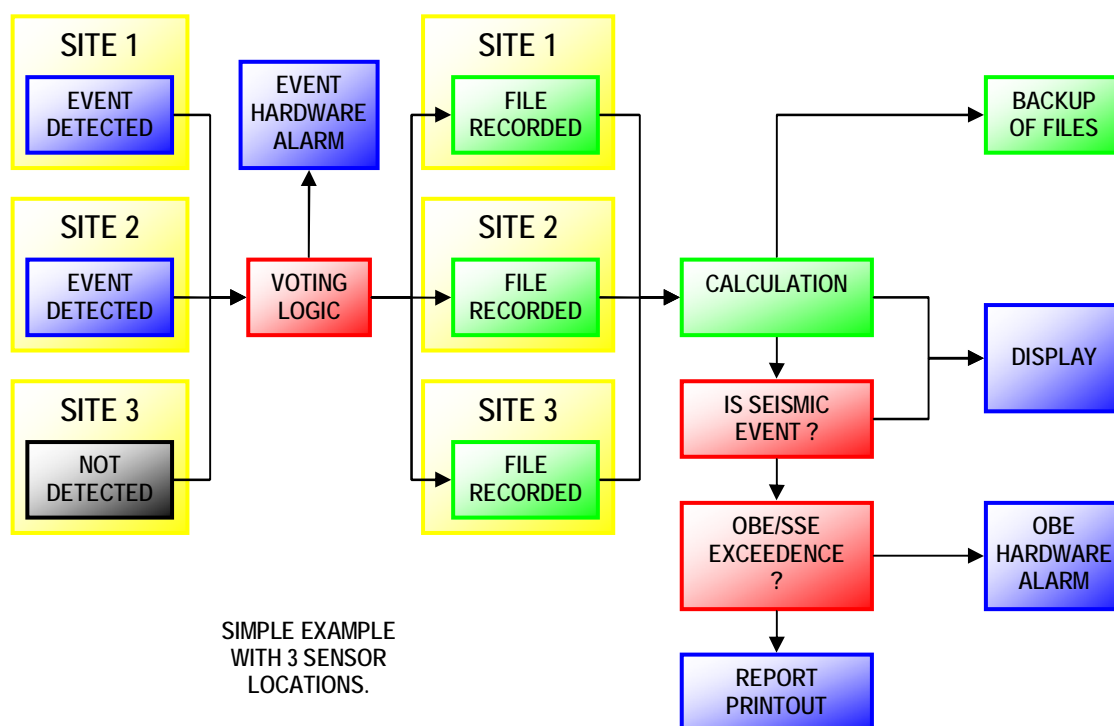 SITE 1
EVENT
DETECTED
SITE 2
EVENT
DETECTED
SITE 3
NOT
DETECTED
EVENT
HARDWARE
ALARM
VOTING
LOGIC
SITE 1
FILE
RECORDED
SITE 2
FILE
RECORDED
SITE 3
FILE
RECORDED
CALCULATION
IS SEISMIC
EVENT ?
OBE/SSE
EXCEEDENCE
?
REPORT
PRINTOUT
BACKUP
OF FILES
DISPLAY
OBE
HARDWARE
ALARM
SIMPLE EXAMPLE
WITH 3 SENSOR
LOCATIONS.